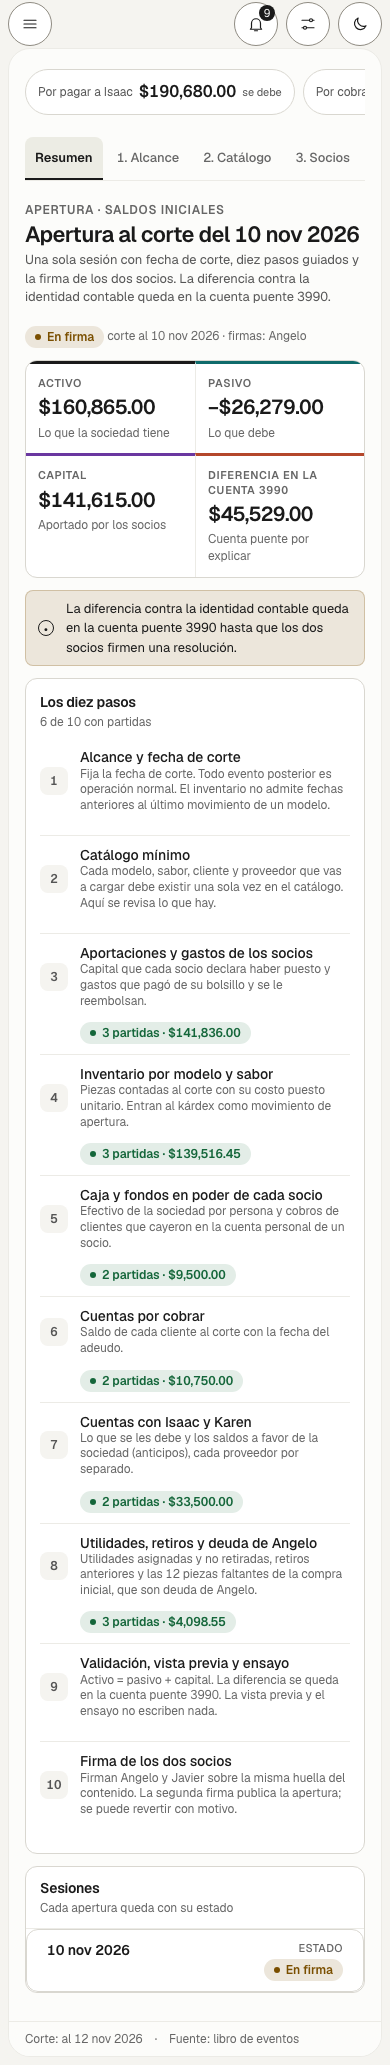 9
Por pagar a Isaac $190,680.00 se debe
Por cobra
Resumen 1. Alcance 2. Catálogo 3. Socios
APERTURA · SALDOS INICIALES
Apertura al corte del 10 nov 2026
Una sola sesión con fecha de corte, diez pasos guiados y
la firma de los dos socios. La diferencia contra la
identidad contable queda en la cuenta puente 3990.
En firma corte al 10 nov 2026 · firmas: Angelo
ACTIVO
$160,865.00
Lo que la sociedad tiene
PASIVO
−$26,279.00
Lo que debe
CAPITAL
$141,615.00
Aportado por los socios
DIFERENCIA EN LA
CUENTA 3990
$45,529.00
Cuenta puente por
explicar
La diferencia contra la identidad contable queda
en la cuenta puente 3990 hasta que los dos
socios firmen una resolución.
Los diez pasos
6 de 10 con partidas
1
Alcance y fecha de corte
Fija la fecha de corte. Todo evento posterior es
operación normal. El inventario no admite fechas
anteriores al último movimiento de un modelo.
2
Catálogo mínimo
Cada modelo, sabor, cliente y proveedor que vas
a cargar debe existir una sola vez en el catálogo.
Aquí se revisa lo que hay.
3
Aportaciones y gastos de los socios
Capital que cada socio declara haber puesto y
gastos que pagó de su bolsillo y se le
reembolsan.
3 partidas · $141,836.00
4
Inventario por modelo y sabor
Piezas contadas al corte con su costo puesto
unitario. Entran al kárdex como movimiento de
apertura.
3 partidas · $139,516.45
5
Caja y fondos en poder de cada socio
Efectivo de la sociedad por persona y cobros de
clientes que cayeron en la cuenta personal de un
socio.
2 partidas · $9,500.00
6
Cuentas por cobrar
Saldo de cada cliente al corte con la fecha del
adeudo.
2 partidas · $10,750.00
7
Cuentas con Isaac y Karen
Lo que se les debe y los saldos a favor de la
sociedad (anticipos), cada proveedor por
separado.
2 partidas · $33,500.00
8
Utilidades, retiros y deuda de Angelo
Utilidades asignadas y no retiradas, retiros
anteriores y las 12 piezas faltantes de la compra
inicial, que son deuda de Angelo.
3 partidas · $4,098.55
9
Validación, vista previa y ensayo
Activo = pasivo + capital. La diferencia se queda
en la cuenta puente 3990. La vista previa y el
ensayo no escriben nada.
10
Firma de los dos socios
Firman Angelo y Javier sobre la misma huella del
contenido. La segunda firma publica la apertura;
se puede revertir con motivo.
Sesiones
Cada apertura queda con su estado
10 nov 2026
ESTADO
En firma
Corte: al 12 nov 2026 · Fuente: libro de eventos